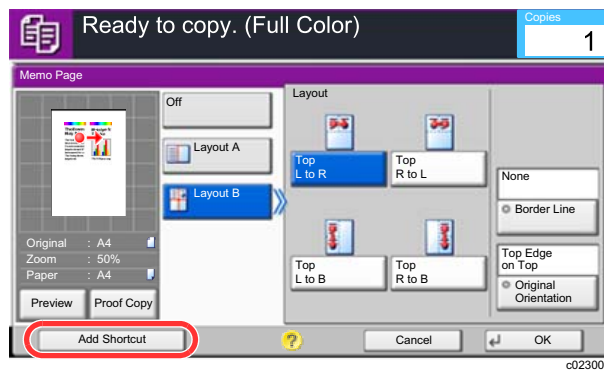 Ready to copy. (Full Color)
Copies
1
Memo Page
Off
Layout A
Layout B
Layout
Top
L to R
Top
R to L
Top
L to B
Top
R to B
None
Border Line
Top Edge
on Top
Original
Orientation
Original : A4
Zoom : 50%
Paper : A4
Preview
Proof Copy
Add Shortcut
?
Cancel
OK
c02300